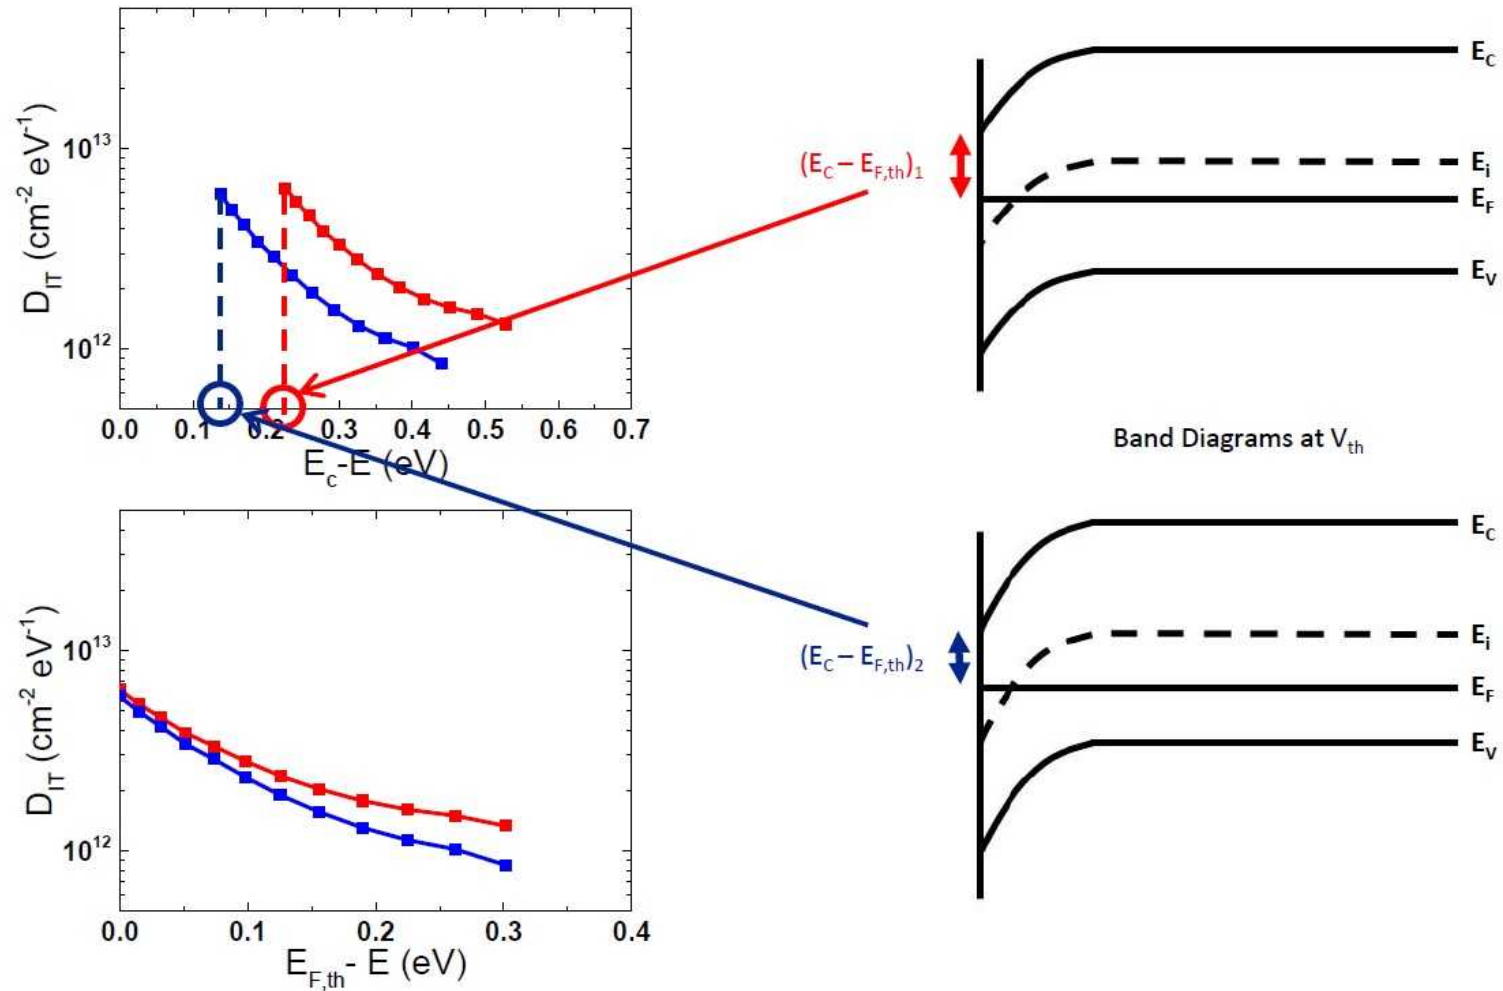 D_IT (cm^-2 eV^-1)
10^13
10^12
0.0 0.1 0.2 0.3 0.4 0.5 0.6 0.7
E_c-E (eV)
(E_C – E_F,th)_1
E_C
E_i
E_F
E_V
Band Diagrams at V_th
D_IT (cm^-2 eV^-1)
10^13
10^12
0.0 0.1 0.2 0.3 0.4
E_F,th- E (eV)
(E_C – E_F,th)_2
E_C
E_i
E_F
E_V